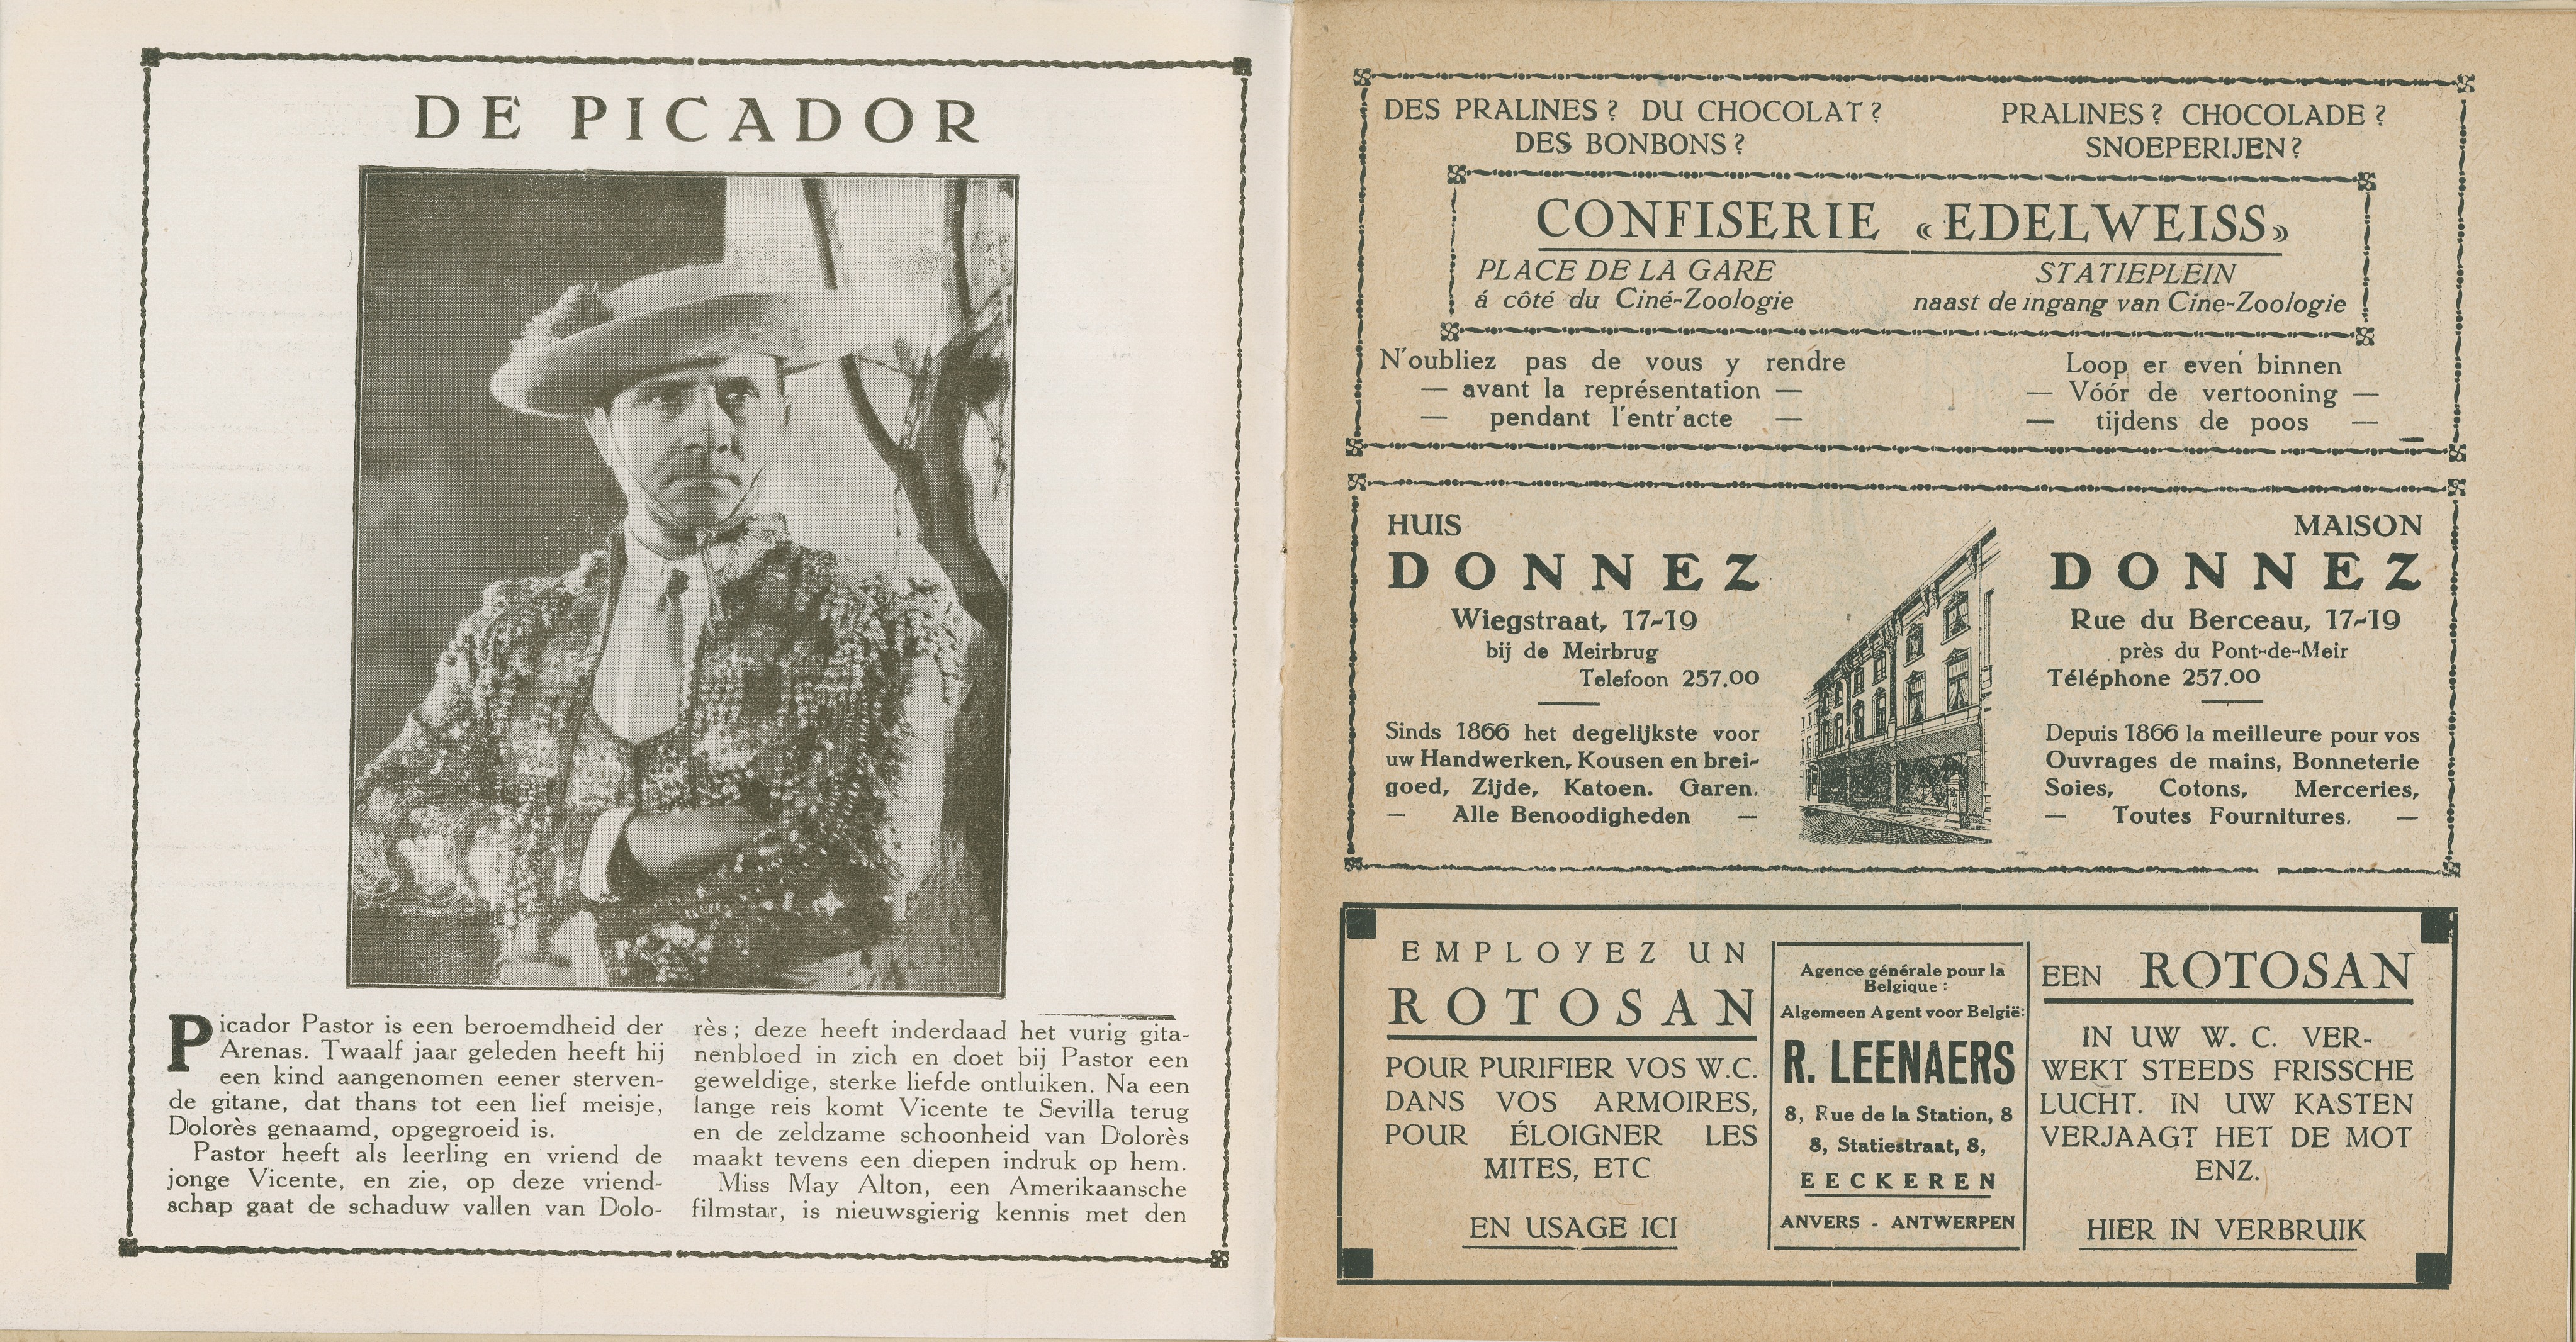 DE PICADOR
Picador Pastor is een beroemdheid der
Arenas. Twaalf jaar geleden heeft hij
een kind aangenomen eener sterven-
de gitane, dat thans tot een lief meisje,
Dolorès genaamd, opgegroeid is.
Pastor heeft als leerling en vriend de
jonge Vicente, en zie, op deze vriend-
schap gaat de schaduw vallen van Dolo-
rès ; deze heeft inderdaad het vurig gita-
nenbloed in zich en doet bij Pastor een
geweldige, sterke liefde ontluiken. Na een
lange reis komt Vicente te Sevilla terug
en de zeldzame schoonheid van Dolorès
maakt tevens een diepen indruk op hem.
Miss May Alton, een Amerikaansche
filmstar, is nieuwsgierig kennis met den
DES PRALINES ? DU CHOCOLAT ?
DES BONBONS ?
PRALINES ? CHOCOLADE ?
SNOEPERIJEN ?
CONFISERIE « EDELWEISS »
PLACE DE LA GARE
á côté du Ciné-Zoologie
STATIEPLEIN
naast de ingang van Cine-Zoologie
N'oubliez pas de vous y rendre
— avant la représentation —
— pendant l'entr'acte —
Loop er even binnen
— Vóór de vertooning —
— tijdens de poos —
HUIS
DONNEZ
Wiegstraat, 17-19
bij de Meirbrug
Telefoon 257.00
Sinds 1866 het degelijkste voor
uw Handwerken, Kousen en brei-
goed, Zijde, Katoen. Garen.
— Alle Benoodigheden —
MAISON
DONNEZ
Rue du Berceau, 17-19
près du Pont-de-Meir
Téléphone 257.00
Depuis 1866 la meilleure pour vos
Ouvrages de mains, Bonneterie
Soies, Cotons, Merceries,
— Toutes Fournitures. —
EMPLOYEZ UN
ROTOSAN
POUR PURIFIER VOS W.C.
DANS VOS ARMOIRES,
POUR ÉLOIGNER LES
MITES, ETC
EN USAGE ICI
Agence générale pour la
Belgique :
Algemeen Agent voor België:
R. LEENAERS
8, Rue de la Station, 8
8, Statiestraat, 8,
EECKEREN
ANVERS - ANTWERPEN
EEN ROTOSAN
IN UW W. C. VER-
WEKT STEEDS FRISSCHE
LUCHT. IN UW KASTEN
VERJAAGT HET DE MOT
ENZ.
HIER IN VERBRUIK